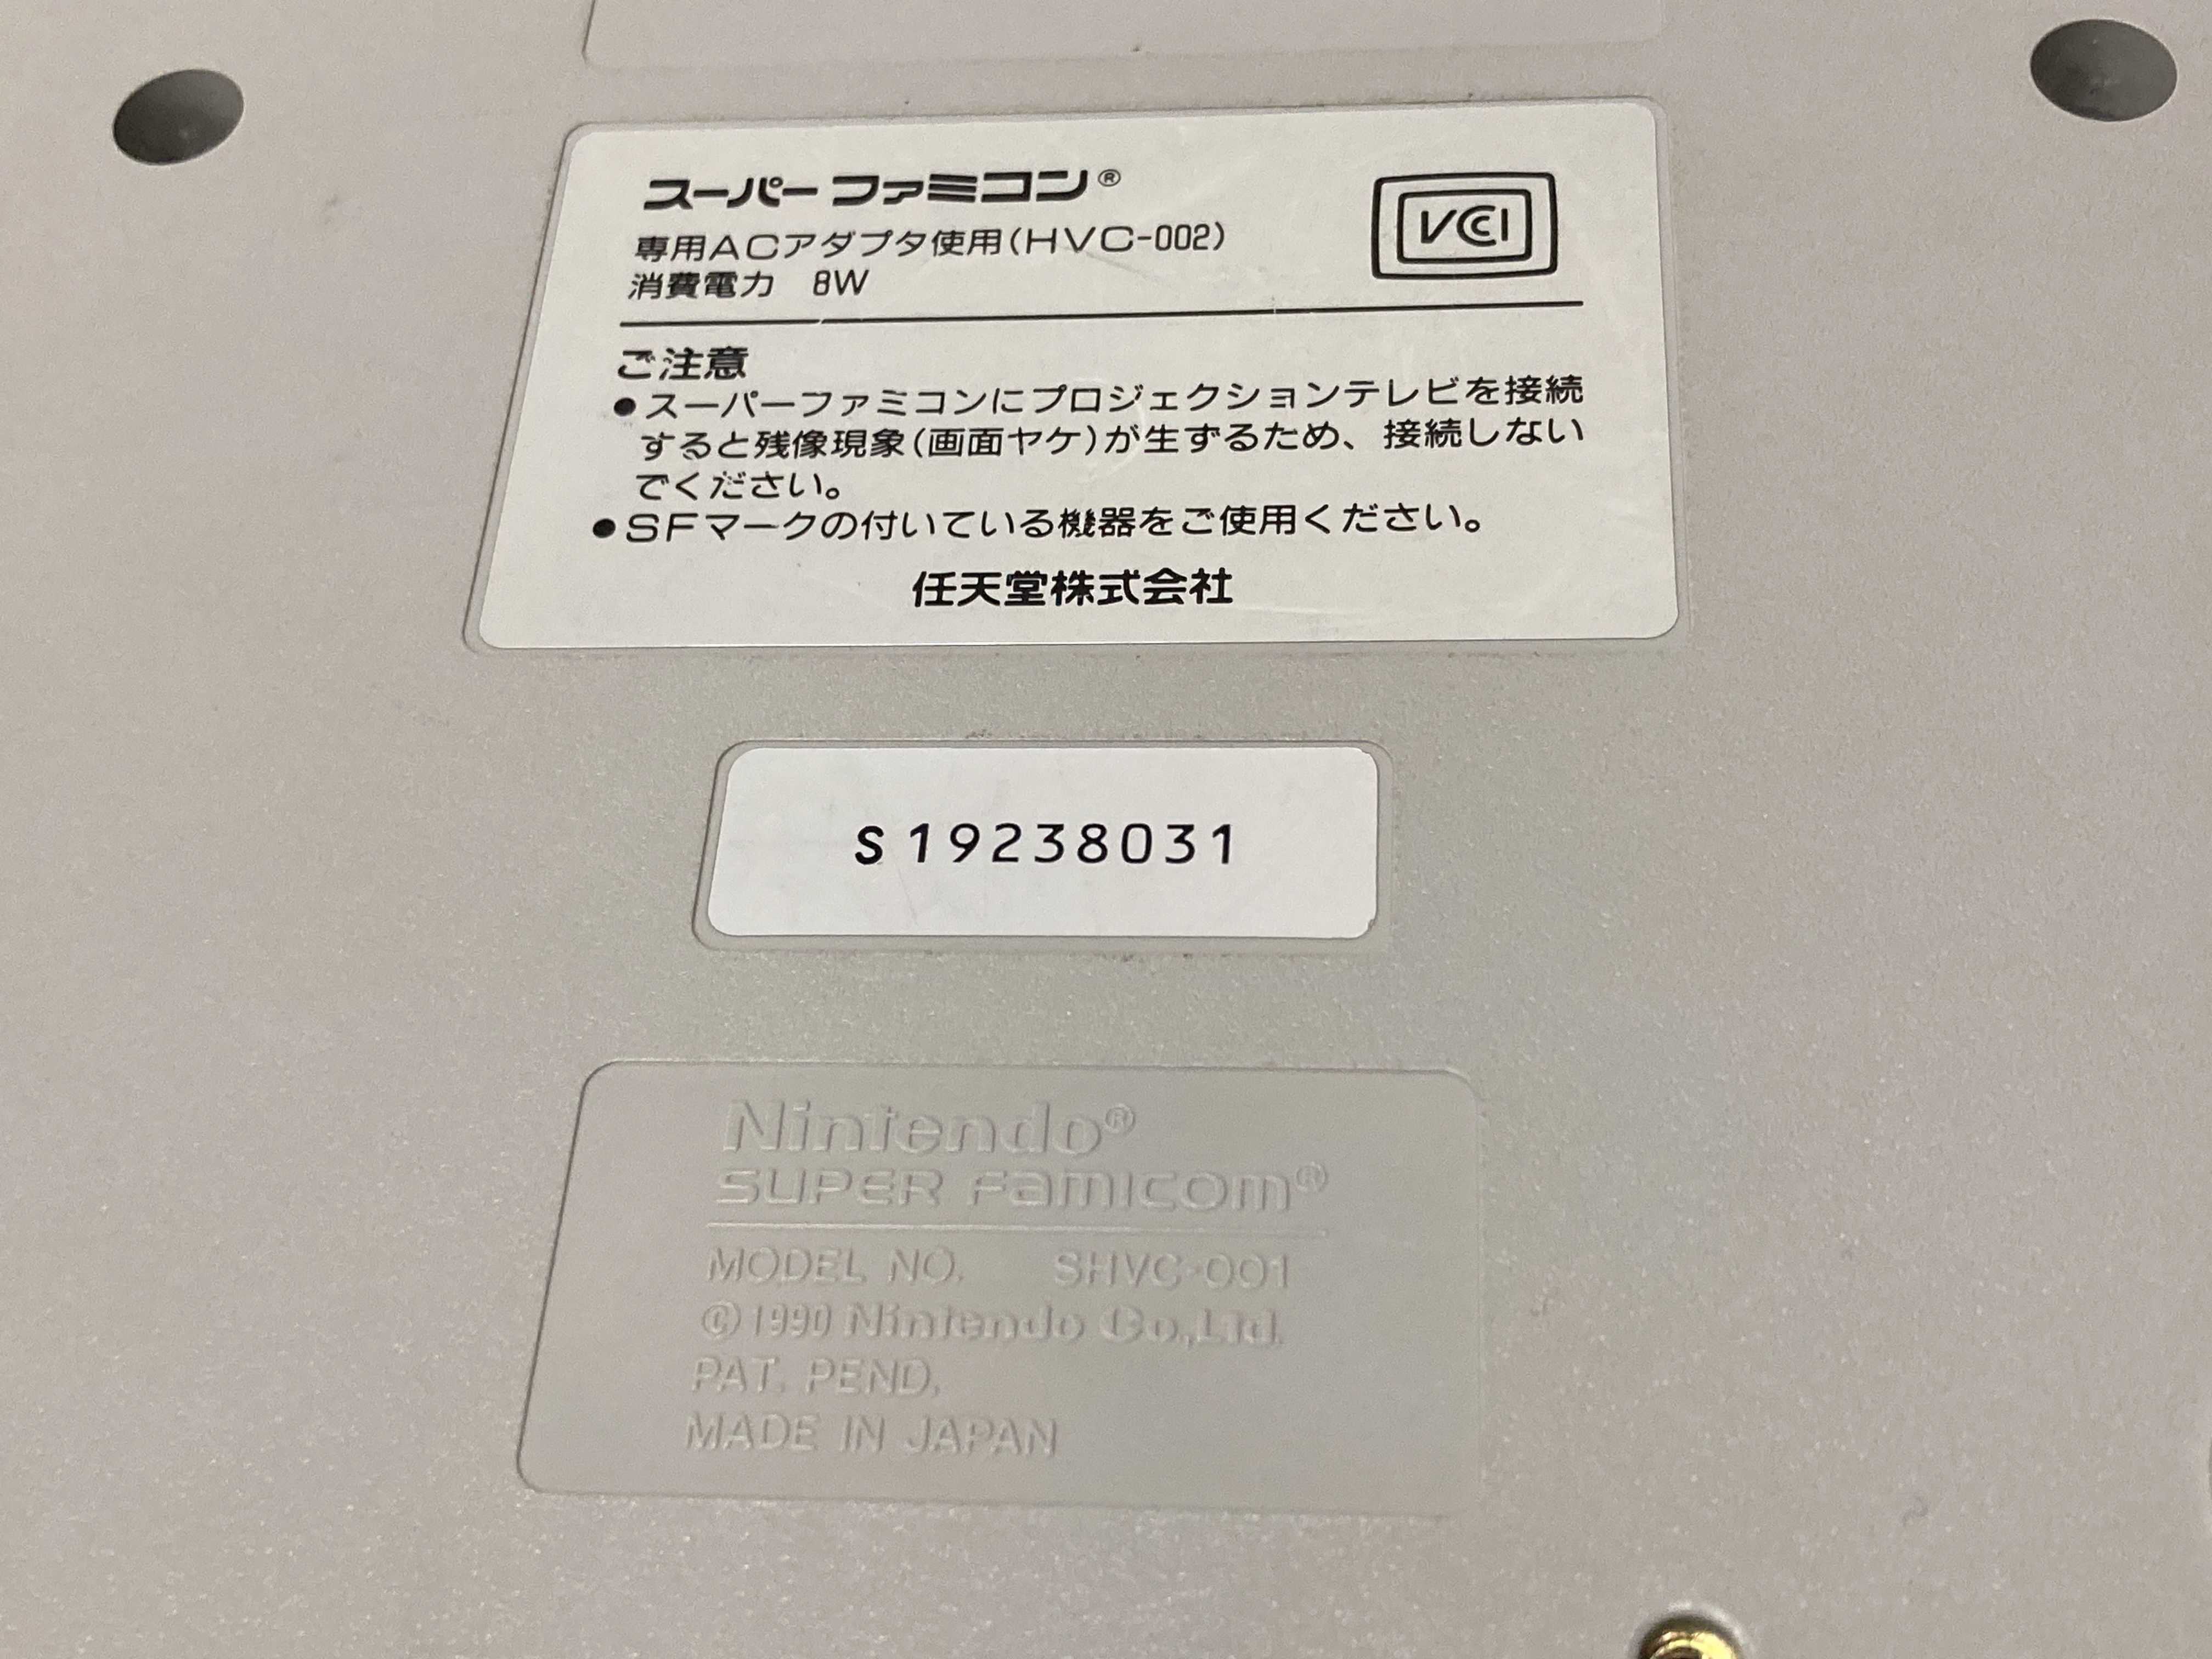 スーパーファミコン®
専用ACアダプタ使用(HVC-002)
消費電力　8W
VCCI
ご注意
●スーパーファミコンにプロジェクションテレビを接続
すると残像現象(画面ヤケ)が生ずるため、接続しない
でください。
●SFマークの付いている機器をご使用ください。
任天堂株式会社
S19238031
Nintendo®
SUPER Famicom®
MODEL NO. SHVC-001
©1990 Nintendo Co.,Ltd.
PAT. PEND.
MADE IN JAPAN